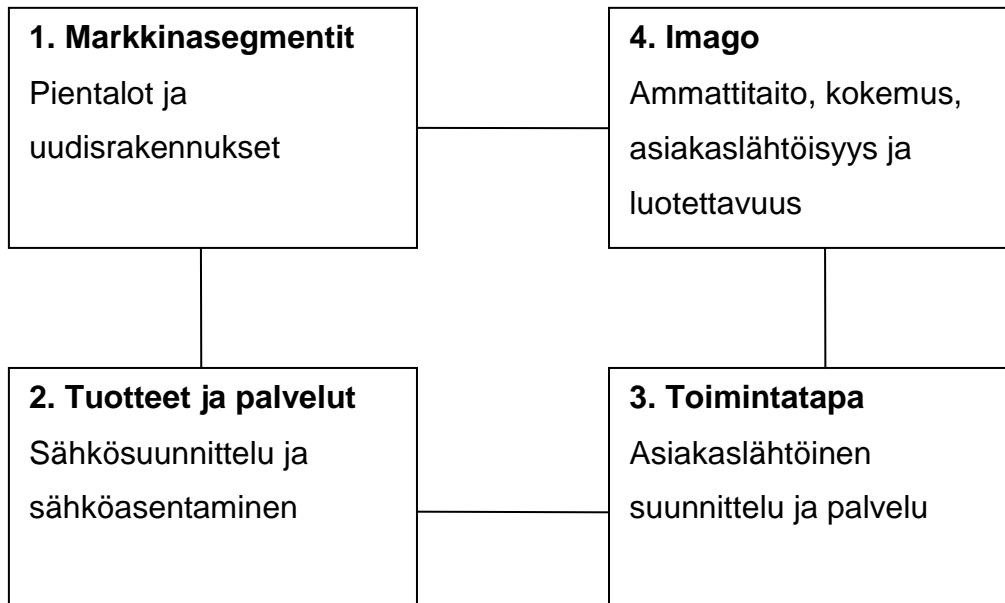 1. Markkinasegmentit
Pientalot ja
uudisrakennukset
4. Imago
Ammattitaito, kokemus,
asiakaslähtöisyys ja
luotettavuus
2. Tuotteet ja palvelut
Sähkösuunnittelu ja
sähköasentaminen
3. Toimintatapa
Asiakaslähtöinen
suunnittelu ja palvelu